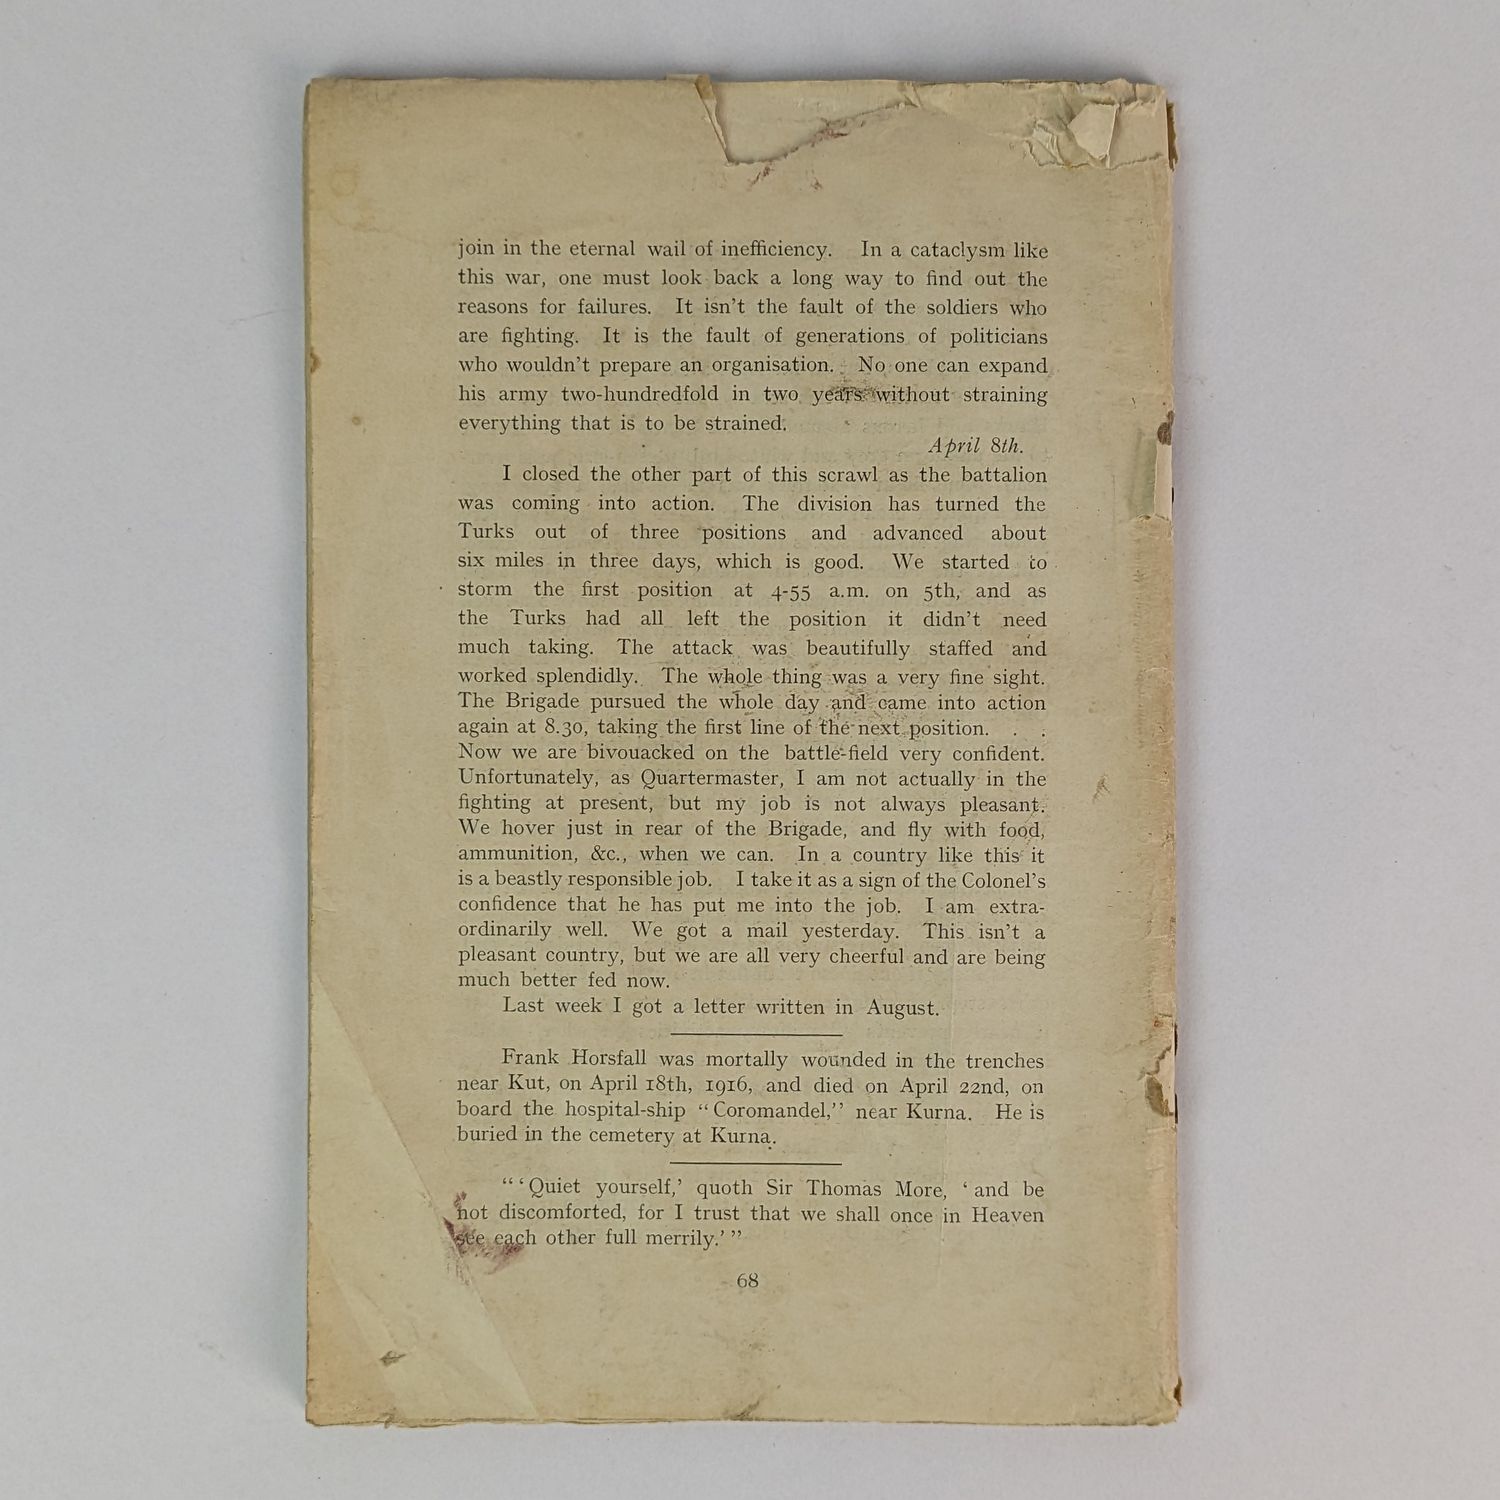 join in the eternal wail of inefficiency. In a cataclysm like
this war, one must look back a long way to find out the
reasons for failures. It isn't the fault of the soldiers who
are fighting. It is the fault of generations of politicians
who wouldn't prepare an organisation. No one can expand
his army two-hundredfold in two years without straining
everything that is to be strained.
April 8th.
I closed the other part of this scrawl as the battalion
was coming into action. The division has turned the
Turks out of three positions and advanced about
six miles in three days, which is good. We started to
storm the first position at 4-55 a.m. on 5th, and as
the Turks had all left the position it didn't need
much taking. The attack was beautifully staffed and
worked splendidly. The whole thing was a very fine sight.
The Brigade pursued the whole day and came into action
again at 8.30, taking the first line of the next position. . .
Now we are bivouacked on the battle-field very confident.
Unfortunately, as Quartermaster, I am not actually in the
fighting at present, but my job is not always pleasant.
We hover just in rear of the Brigade, and fly with food,
ammunition, &c., when we can. In a country like this it
is a beastly responsible job. I take it as a sign of the Colonel's
confidence that he has put me into the job. I am extra-
ordinarily well. We got a mail yesterday. This isn't a
pleasant country, but we are all very cheerful and are being
much better fed now.
Last week I got a letter written in August.
Frank Horsfall was mortally wounded in the trenches
near Kut, on April 18th, 1916, and died on April 22nd, on
board the hospital-ship "Coromandel," near Kurna. He is
buried in the cemetery at Kurna.
"'Quiet yourself,' quoth Sir Thomas More, 'and be
not discomforted, for I trust that we shall once in Heaven
see each other full merrily.'"
68